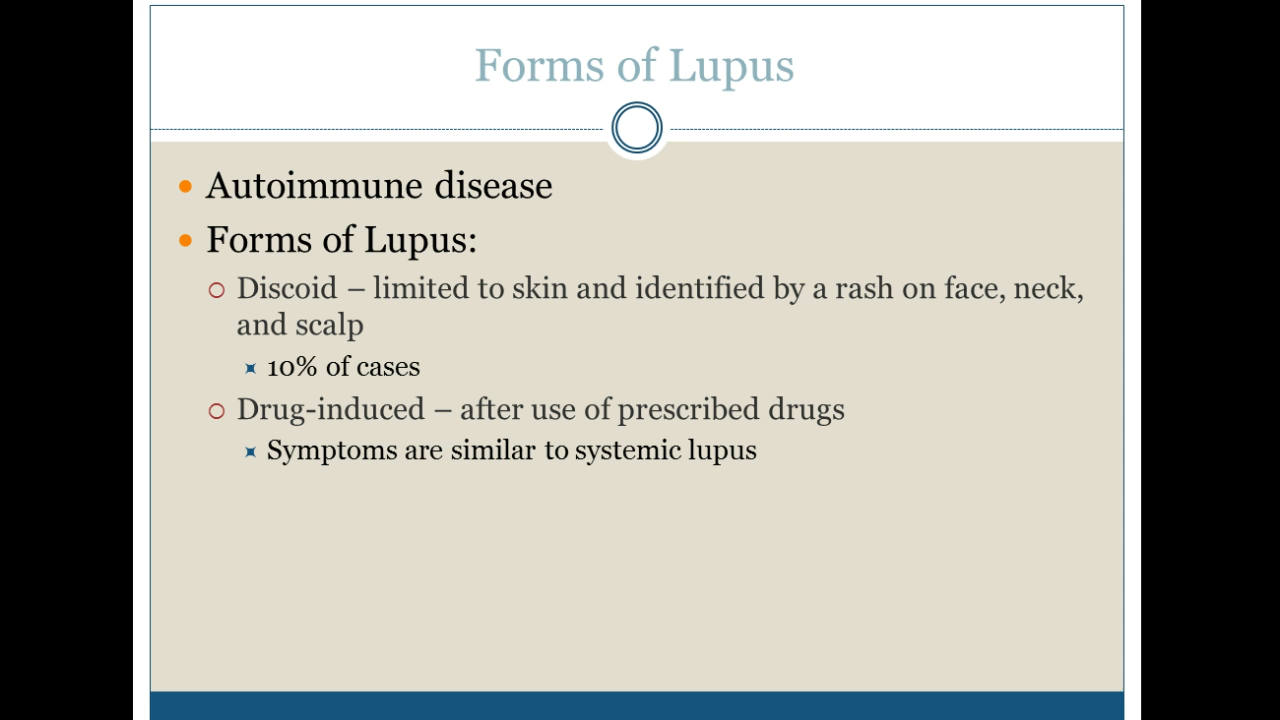 Forms of Lupus
Autoimmune disease
Forms of Lupus:
Discoid – limited to skin and identified by a rash on face, neck,
and scalp
10% of cases
Drug-induced – after use of prescribed drugs
Symptoms are similar to systemic lupus